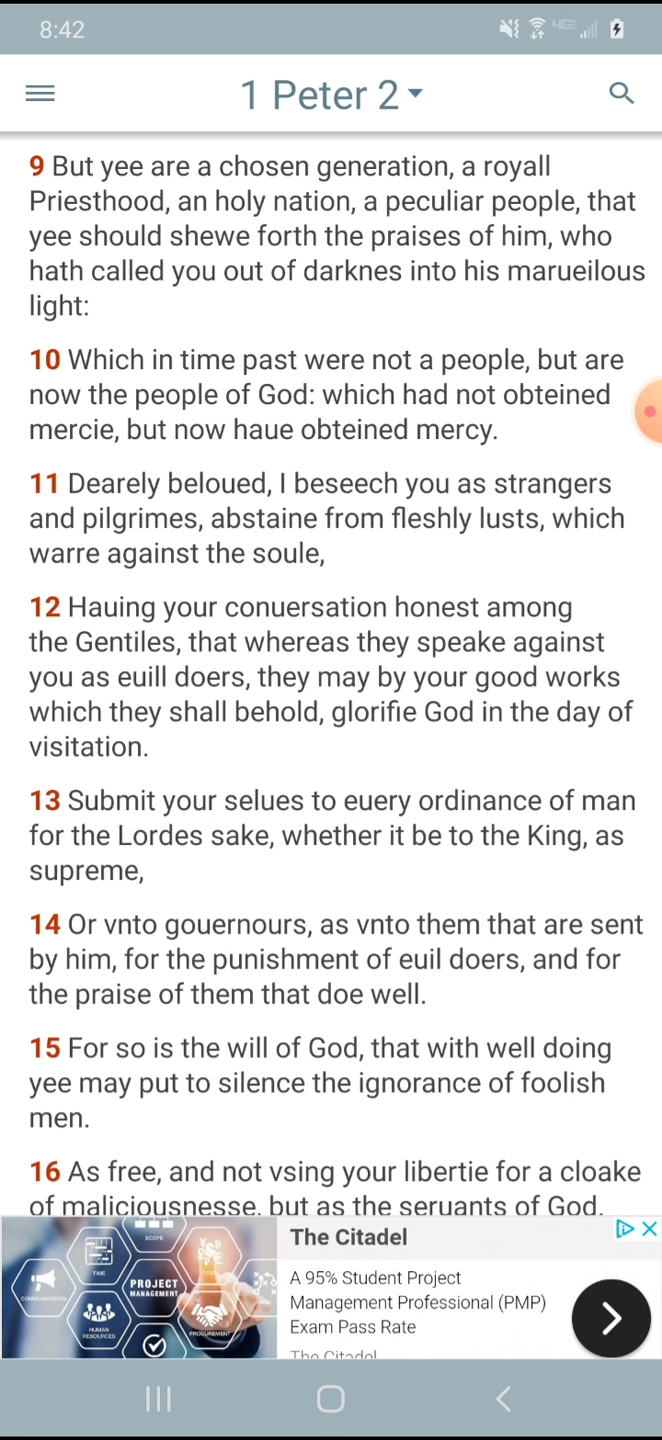 8:42
4GE
1 Peter 2
9 But yee are a chosen generation, a royall
Priesthood, an holy nation, a peculiar people, that
yee should shewe forth the praises of him, who
hath called you out of darknes into his marueilous
light:
10 Which in time past were not a people, but are
now the people of God: which had not obteined
mercie, but now haue obteined mercy.
11 Dearely beloued, I beseech you as strangers
and pilgrimes, abstaine from fleshly lusts, which
warre against the soule,
12 Hauing your conuersation honest among
the Gentiles, that whereas they speake against
you as euill doers, they may by your good works
which they shall behold, glorifie God in the day of
visitation.
13 Submit your selues to euery ordinance of man
for the Lordes sake, whether it be to the King, as
supreme,
14 Or vnto gouernours, as vnto them that are sent
by him, for the punishment of euil doers, and for
the praise of them that doe well.
15 For so is the will of God, that with well doing
yee may put to silence the ignorance of foolish
men.
16 As free, and not vsing your libertie for a cloake
of maliciousnesse, but as the seruants of God.
SCOPE
TIME
COMMUNICATION
PROJECT
MANAGEMENT
HUMAN
RESOURCES
PROCUREMENT
The Citadel
A 95% Student Project
Management Professional (PMP)
Exam Pass Rate
The Citadel